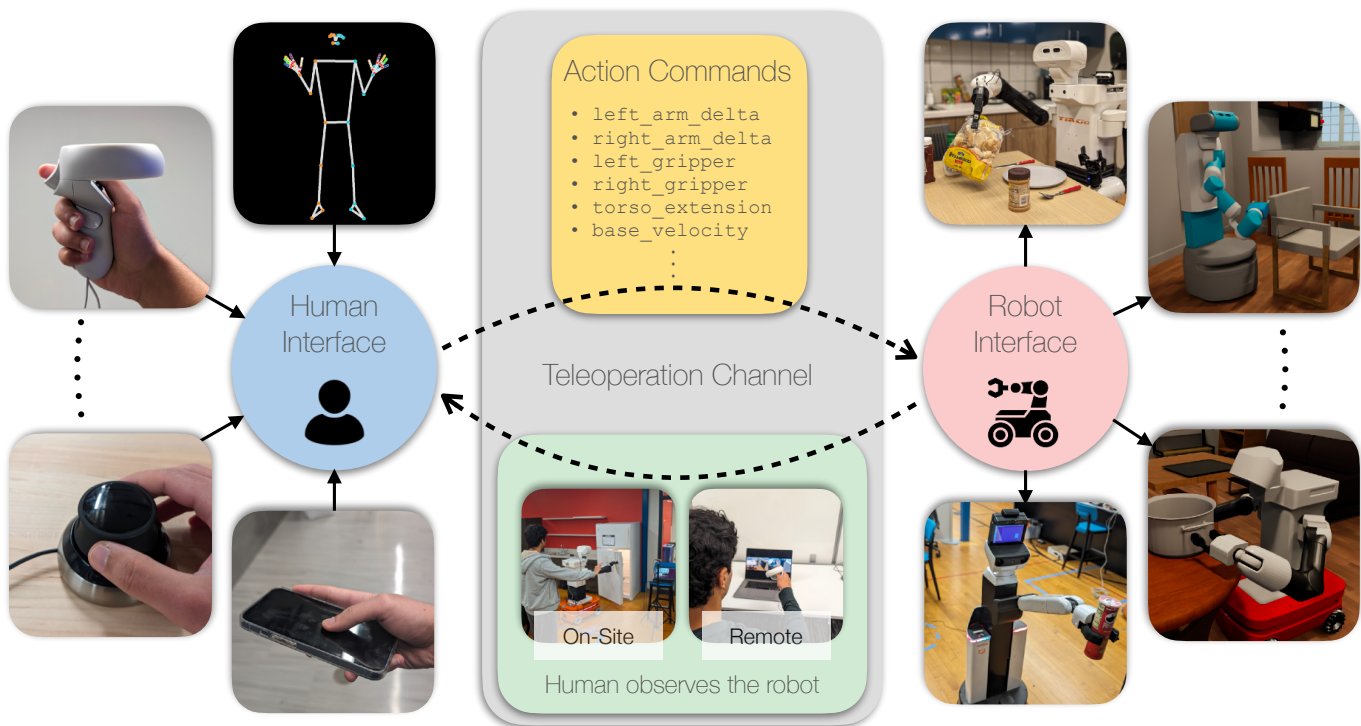 Action Commands
• left_arm_delta
• right_arm_delta
• left_gripper
• right_gripper
• torso_extension
• base_velocity
Human
Interface
Teleoperation Channel
Robot
Interface
TIAGo
On-Site
Remote
Human observes the robot